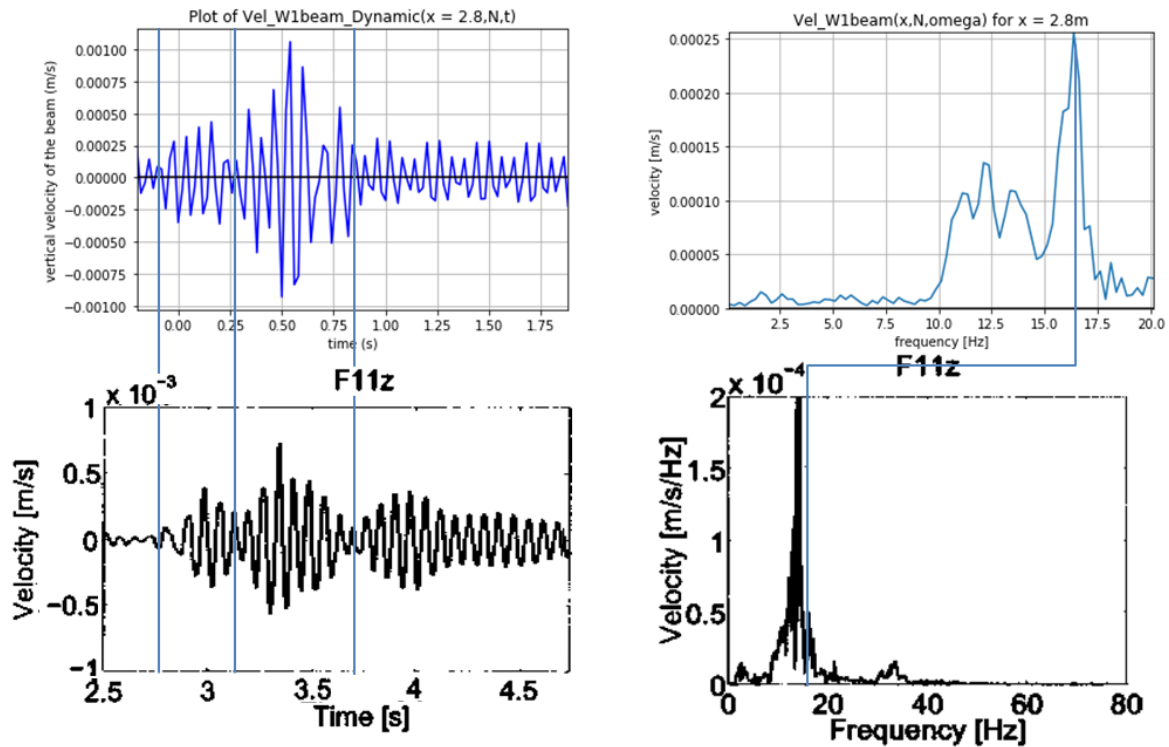 Plot of Vel_W1beam_Dynamic(x = 2.8,N,t)
vertical velocity of the beam (m/s)
0.00100
0.00075
0.00050
0.00025
0.00000
−0.00025
−0.00050
−0.00075
−0.00100
0.00 0.25 0.50 0.75 1.00 1.25 1.50 1.75
time (s)
Vel_W1beam(x,N,omega) for x = 2.8m
velocity [m/s]
0.00025
0.00020
0.00015
0.00010
0.00005
0.00000
2.5 5.0 7.5 10.0 12.5 15.0 17.5 20.0
frequency [Hz]
x 10⁻³
F11z
Velocity [m/s]
1
0.5
0
−0.5
−1
2.5 3 3.5 4 4.5
Time [s]
x 10⁻⁴
F11z
Velocity [m/s/Hz]
2
1.5
1
0.5
0
0 20 40 60 80
Frequency [Hz]